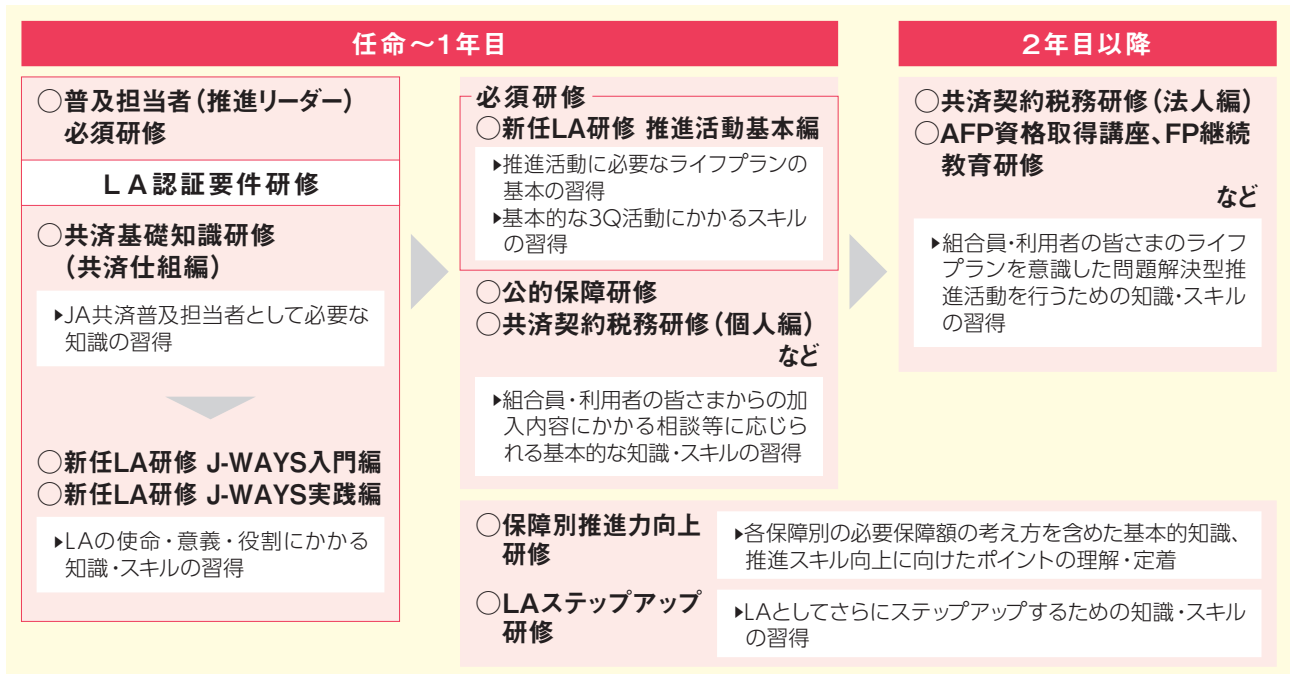 任命～1年目
○普及担当者（推進リーダー）
必須研修
LA認証要件研修
○共済基礎知識研修
（共済仕組編）
▶JA共済普及担当者として必要な
知識の習得
○新任LA研修 J-WAYS入門編
○新任LA研修 J-WAYS実践編
▶LAの使命・意義・役割にかかる
知識・スキルの習得
必須研修
○新任LA研修 推進活動基本編
▶推進活動に必要なライフプランの
基本の習得
▶基本的な3Q活動にかかるスキル
の習得
○公的保障研修
○共済契約税務研修（個人編）
など
▶組合員・利用者の皆さまからの加
入内容にかかる相談等に応じら
れる基本的な知識・スキルの習得
2年目以降
○共済契約税務研修（法人編）
○AFP資格取得講座、FP継続
教育研修
など
▶組合員・利用者の皆さまのライフ
プランを意識した問題解決型推
進活動を行うための知識・スキル
の習得
○保障別推進力向上
研修
▶各保障別の必要保障額の考え方を含めた基本的知識、
推進スキル向上に向けたポイントの理解・定着
○LAステップアップ
研修
▶LAとしてさらにステップアップするための知識・スキル
の習得